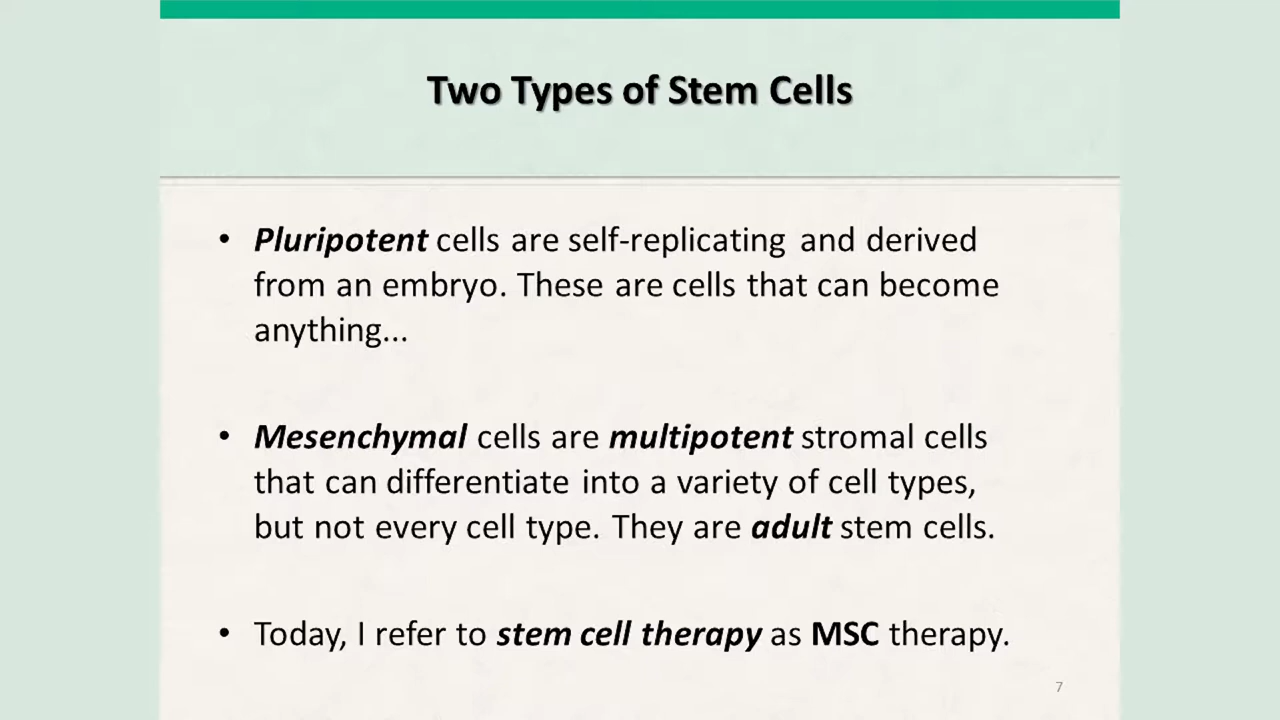 Two Types of Stem Cells
• Pluripotent cells are self-replicating and derived
from an embryo. These are cells that can become
anything...
• Mesenchymal cells are multipotent stromal cells
that can differentiate into a variety of cell types,
but not every cell type. They are adult stem cells.
• Today, I refer to stem cell therapy as MSC therapy.
7